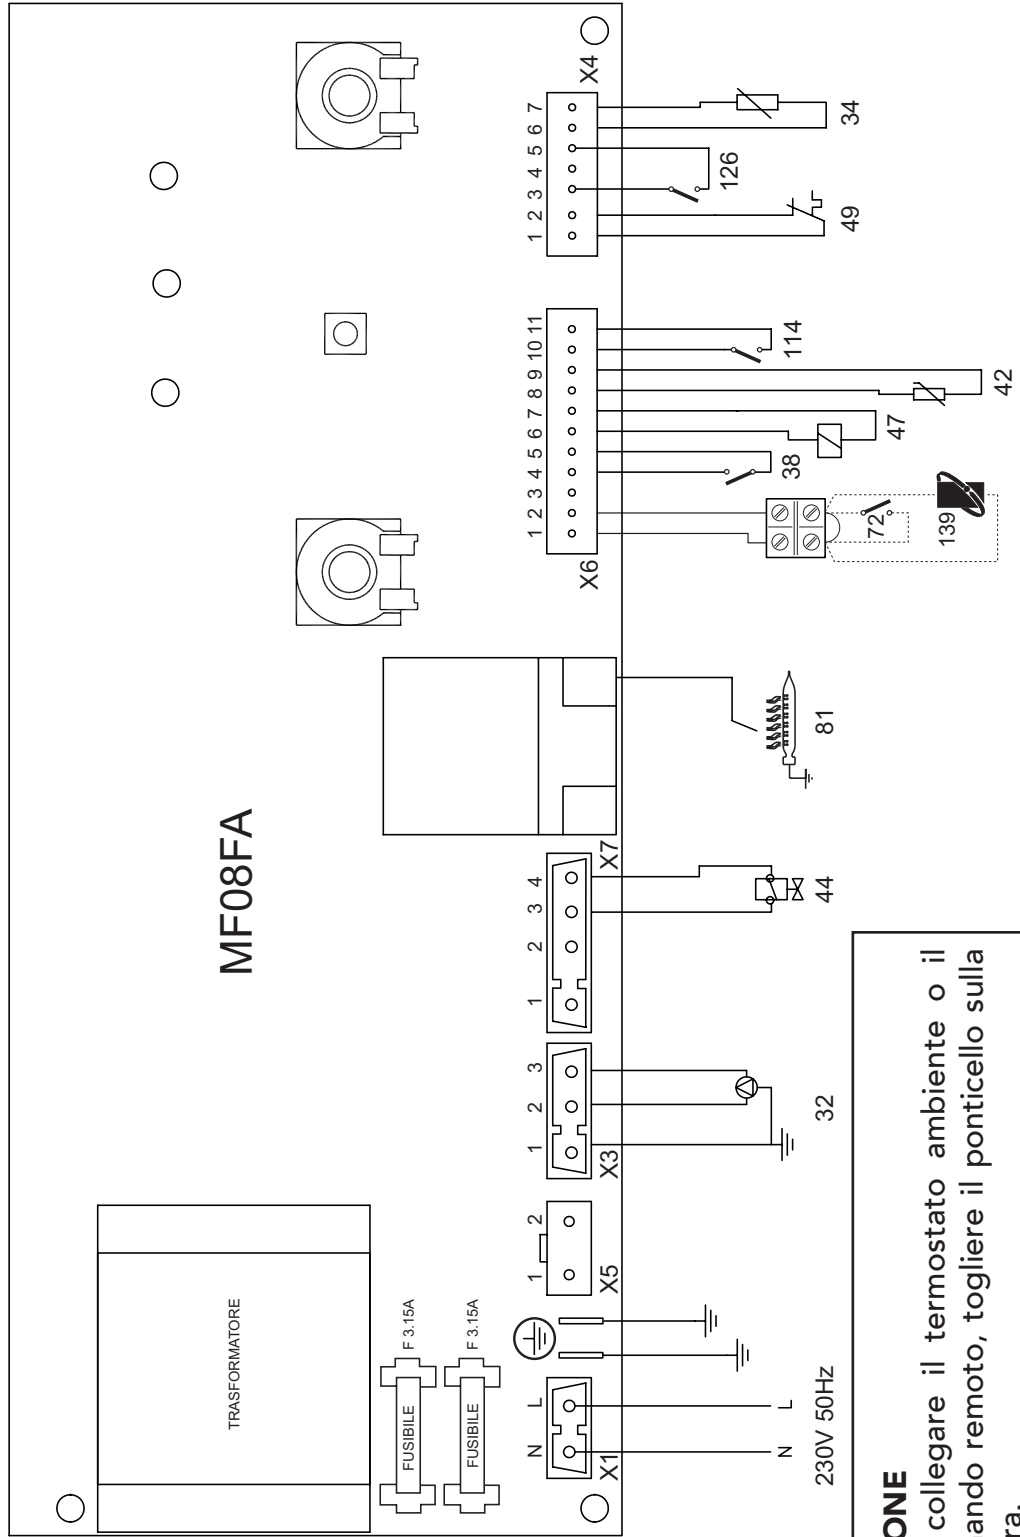 MF08FA
TRASFORMATORE
FUSIBILE F 3.15A
FUSIBILE F 3.15A
N L
X1
1 2
X5
1 2 3
X3
1 2 3 4
X7
1 2 3 4 5 6 7 8 9 10 11
X6
1 2 3 4 5 6 7
X4
N L
230V 50Hz
32
44
81
72
139
38
47
42
114
49
126
34
ONE
collegare il termostato ambiente o il
ando remoto, togliere il ponticello sulla
ra.